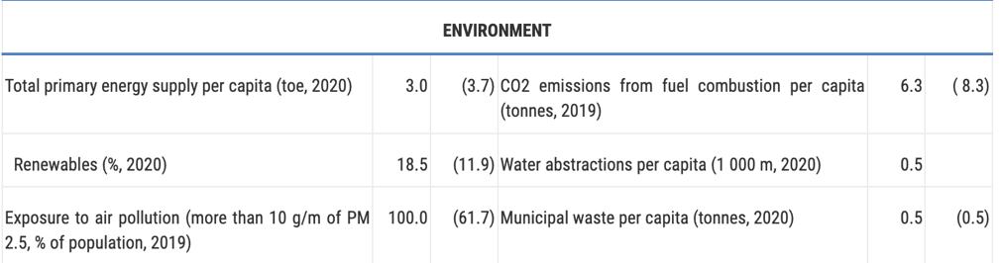 ENVIRONMENT
Total primary energy supply per capita (toe, 2020) 3.0 (3.7) CO2 emissions from fuel combustion per capita 6.3 ( 8.3)
(tonnes, 2019)
Renewables (%, 2020) 18.5 (11.9) Water abstractions per capita (1 000 m, 2020) 0.5
Exposure to air pollution (more than 10 g/m of PM 100.0 (61.7) Municipal waste per capita (tonnes, 2020) 0.5 (0.5)
2.5, % of population, 2019)